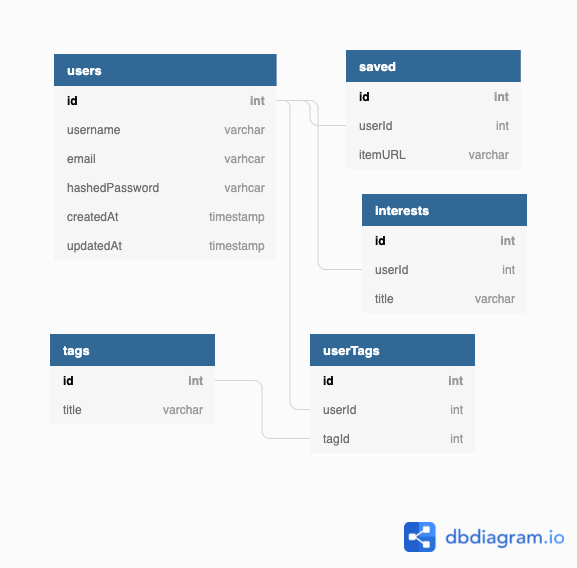 users
id int
username varchar
email varhcar
hashedPassword varhcar
createdAt timestamp
updatedAt timestamp
saved
id int
userId int
itemURL varchar
interests
id int
userId int
title varchar
tags
id int
title varchar
userTags
id int
userId int
tagId int
dbdiagram.io